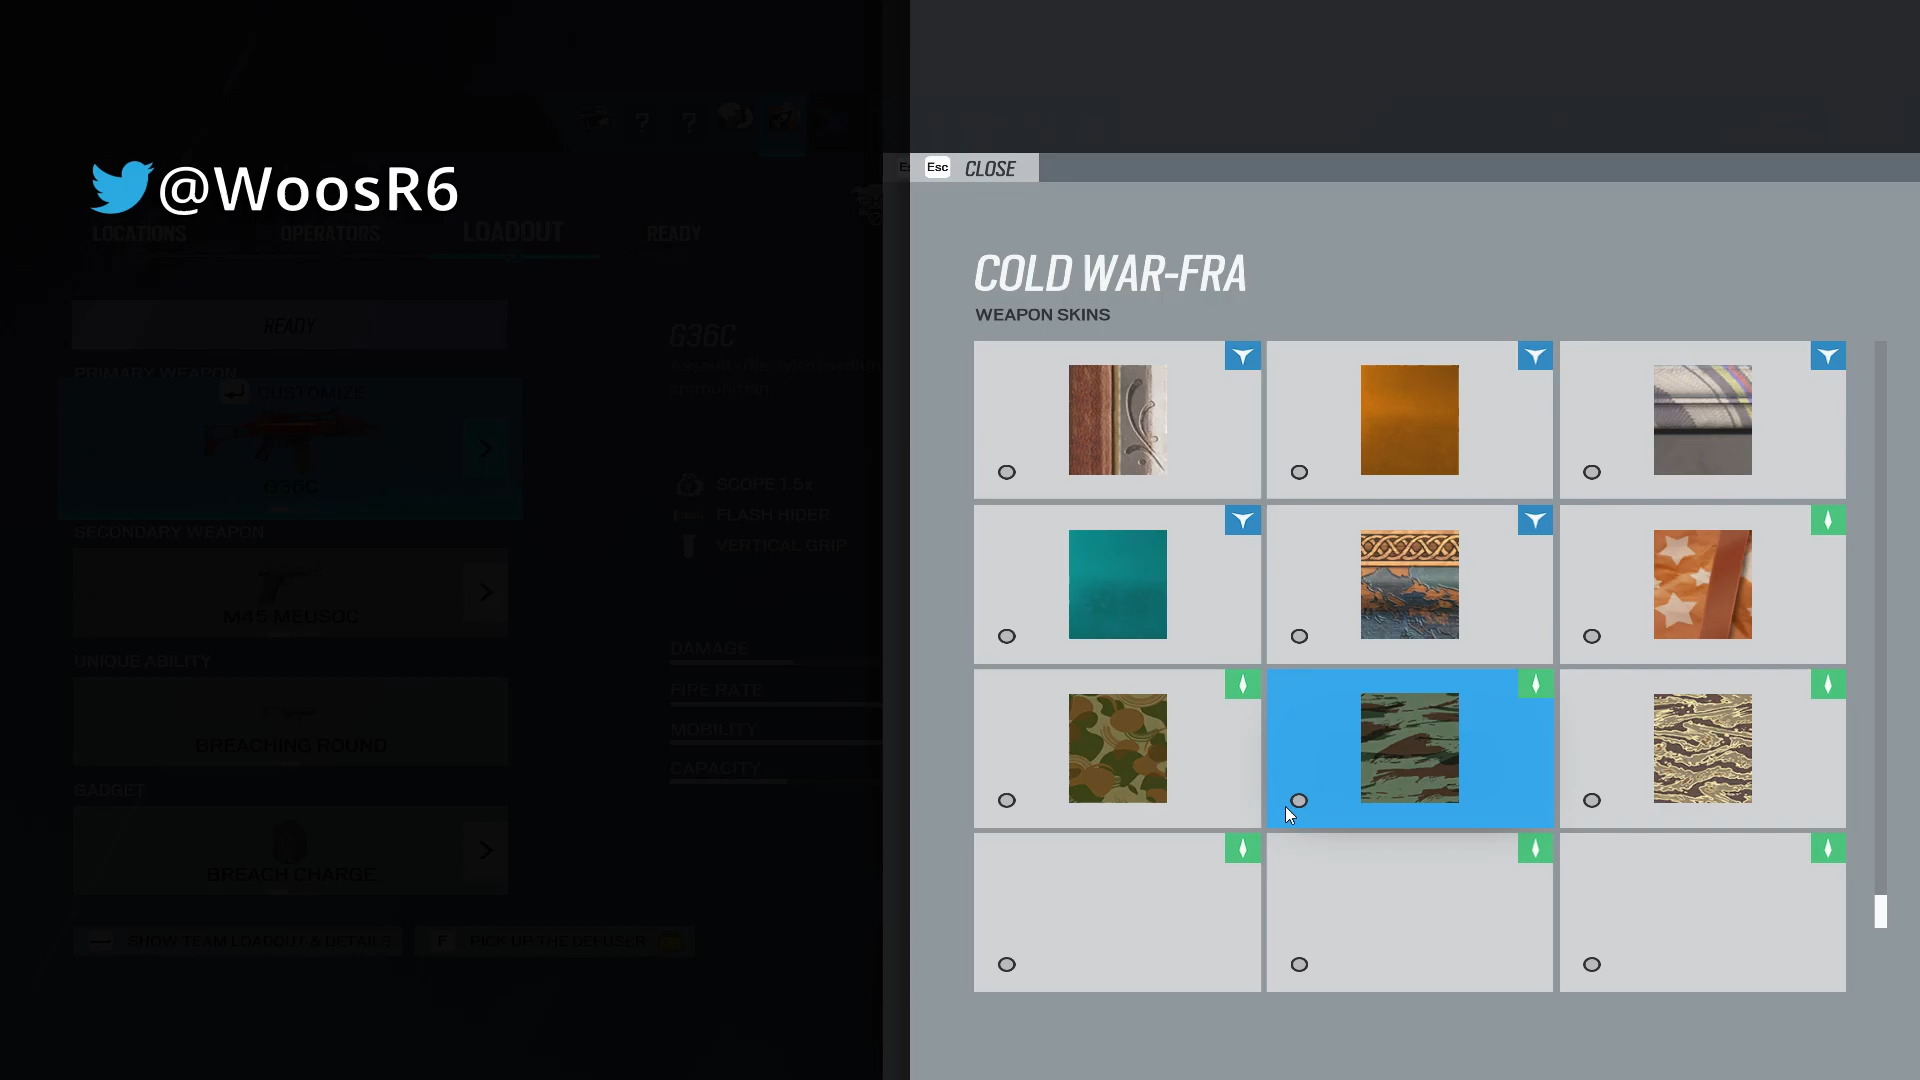 @WoosR6
Esc CLOSE
LOCATIONS OPERATORS LOADOUT READY
READY
PRIMARY WEAPON
CUSTOMIZE
G36C
SECONDARY WEAPON
M45 MEUSOC
UNIQUE ABILITY
BREACHING ROUND
GADGET
BREACH CHARGE
SHOW TEAM LOADOUT & DETAILS
F PICK UP THE DEFUSER
G36C
ammunition
SCOPE 1.5x
FLASH HIDER
VERTICAL GRIP
DAMAGE
FIRE RATE
MOBILITY
CAPACITY
COLD WAR-FRA
WEAPON SKINS